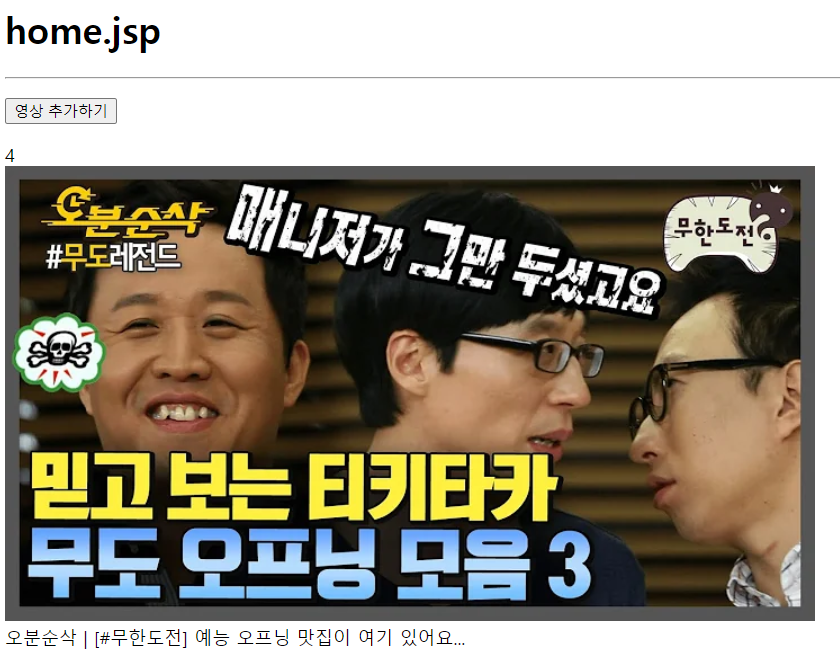 home.jsp
영상 추가하기
4
오분순삭
#무도레전드
매니저가 그만 두셨고요
무한도전
믿고 보는 티키타카
무도 오프닝 모음 3
오분순삭 | [#무한도전] 예능 오프닝 맛집이 여기 있어요...